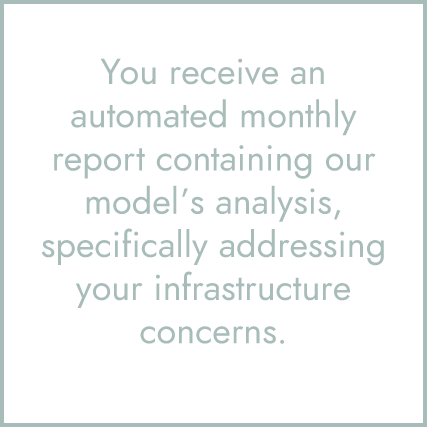 You receive an
automated monthly
report containing our
model’s analysis,
specifically addressing
your infrastructure
concerns.